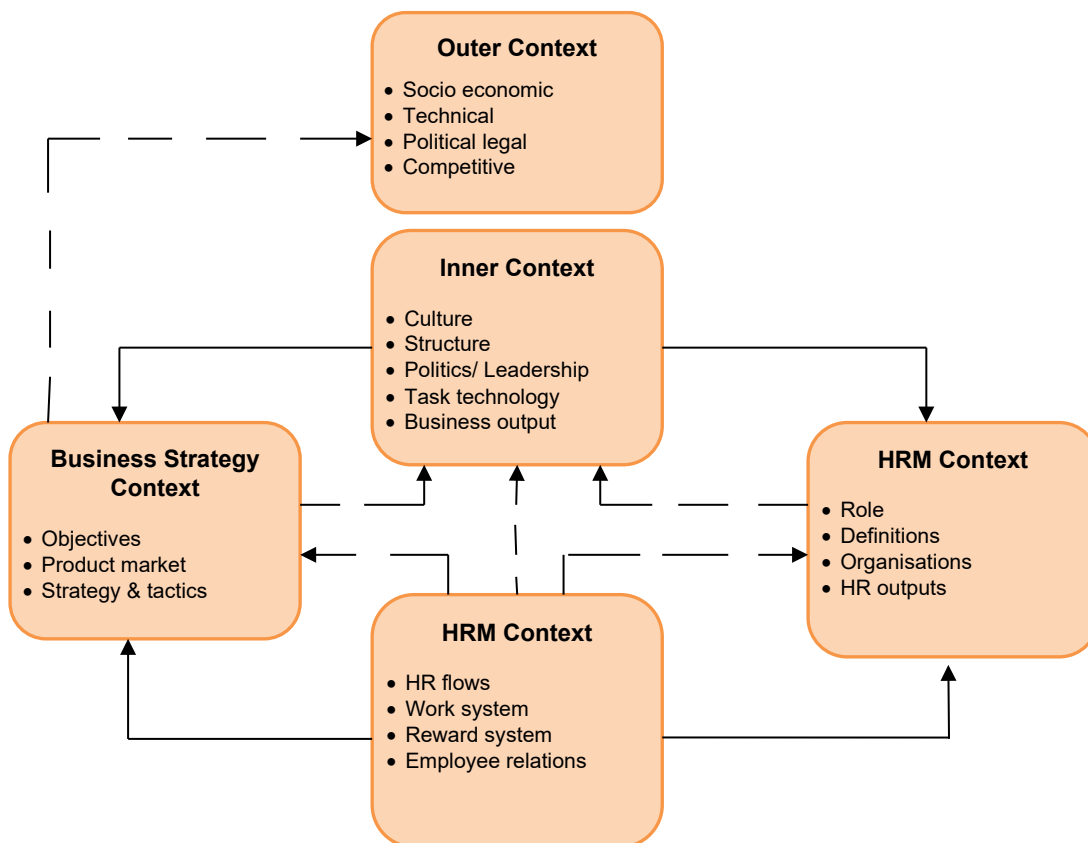 Outer Context
• Socio economic
• Technical
• Political legal
• Competitive
Inner Context
• Culture
• Structure
• Politics/ Leadership
• Task technology
• Business output
Business Strategy
Context
• Objectives
• Product market
• Strategy & tactics
HRM Context
• Role
• Definitions
• Organisations
• HR outputs
HRM Context
• HR flows
• Work system
• Reward system
• Employee relations